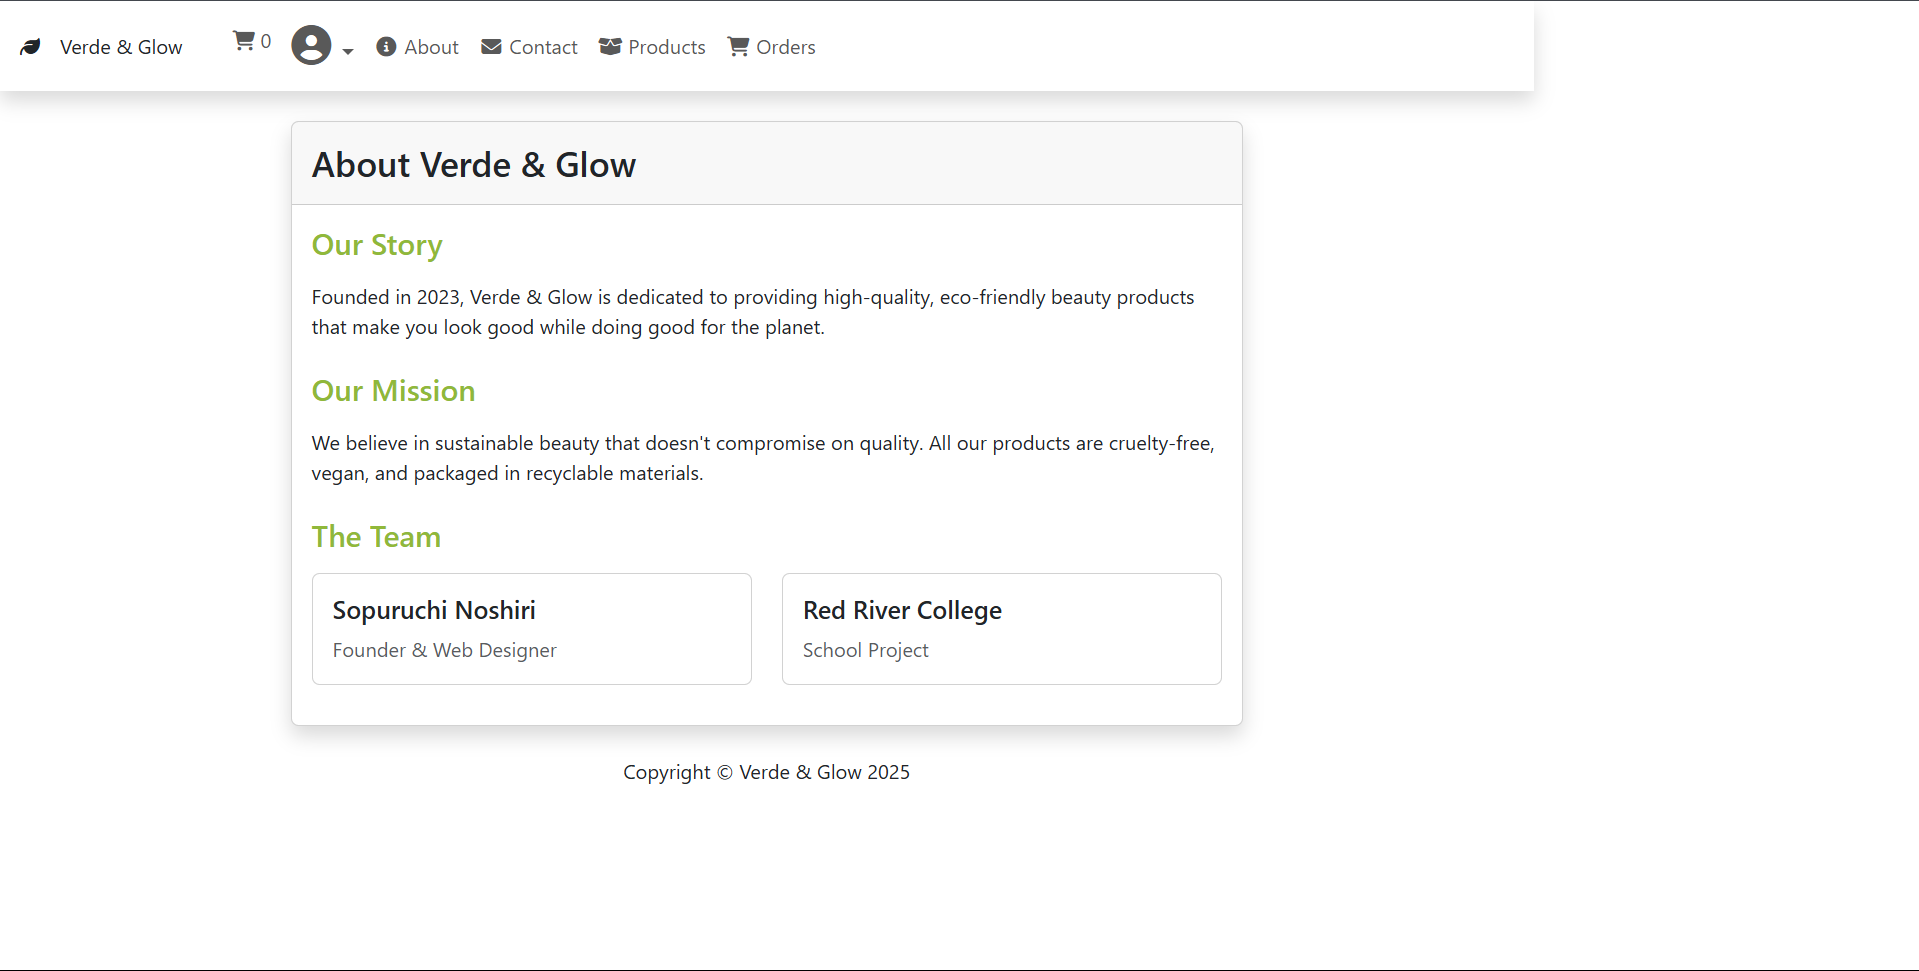 Verde & Glow 0 About Contact Products Orders
About Verde & Glow
Our Story
Founded in 2023, Verde & Glow is dedicated to providing high-quality, eco-friendly beauty products
that make you look good while doing good for the planet.
Our Mission
We believe in sustainable beauty that doesn't compromise on quality. All our products are cruelty-free,
vegan, and packaged in recyclable materials.
The Team
Sopuruchi Noshiri
Founder & Web Designer
Red River College
School Project
Copyright © Verde & Glow 2025